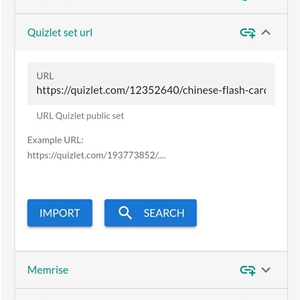 Quizlet set url
URL
https://quizlet.com/12352640/chinese-flash-card
URL Quizlet public set
Example URL:
https://quizlet.com/193773852/....
IMPORT
SEARCH
Memrise